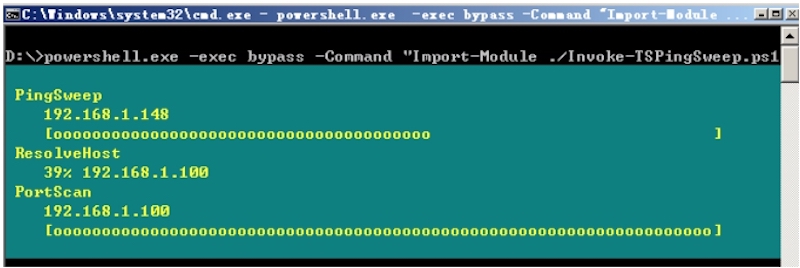 C:\Windows\system32\cmd.exe - powershell.exe -exec bypass -Command "Import-Module ...
D:\>powershell.exe -exec bypass -Command "Import-Module ./Invoke-TSPingSweep.ps1
PingSweep
192.168.1.148
[oooooooooooooooooooooooooooooooooooooooo ]
ResolveHost
39% 192.168.1.100
PortScan
192.168.1.100
[oooooooooooooooooooooooooooooooooooooooooooooooooooooooooooooooooooooo]